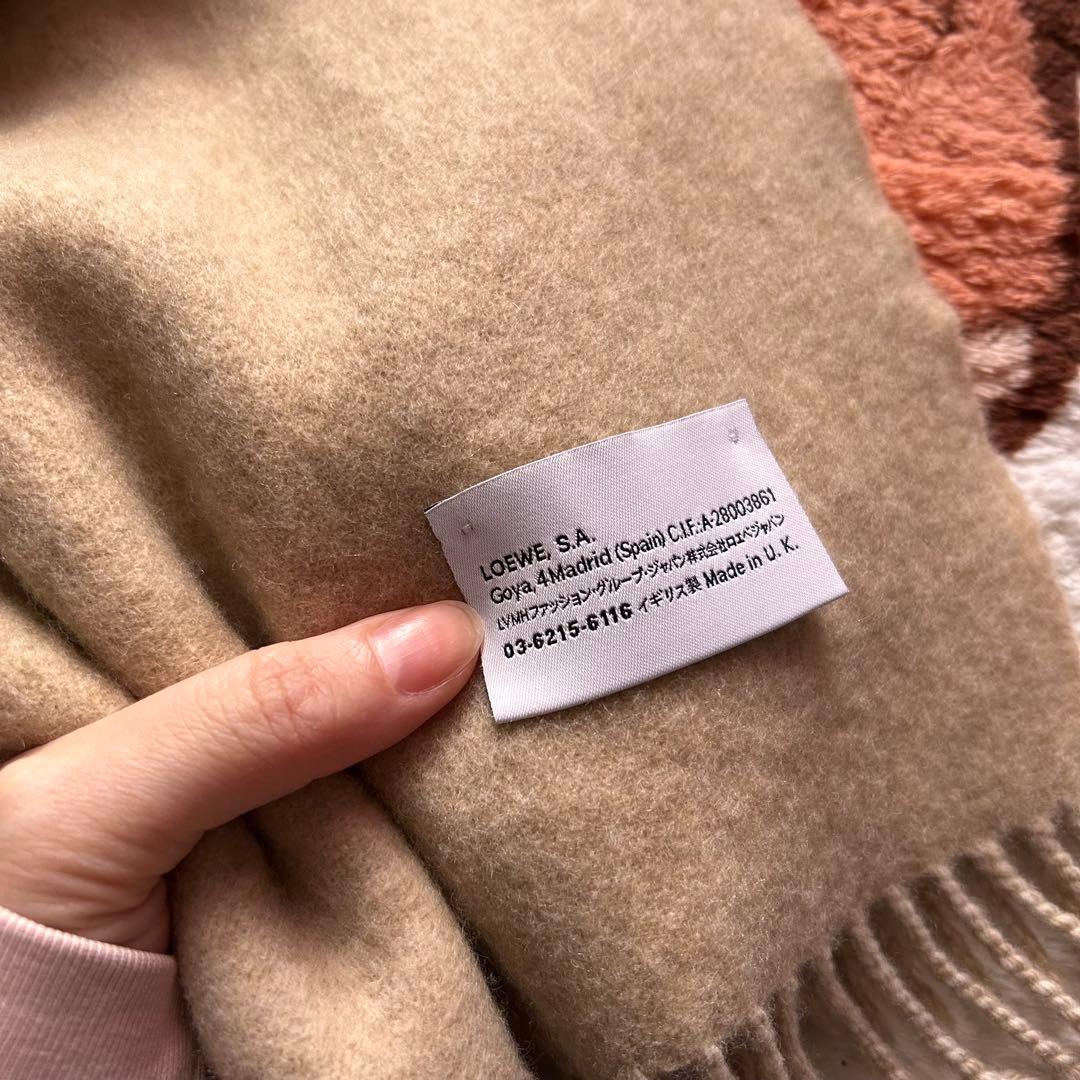 LOEWE, S.A.
Goya, 4 Madrid (Spain) C.I.F.:A-28003861
LVMHファッション・グループ・ジャパン株式会社ロエベジャパン
03-6215-6116 イギリス製 Made in U. K.